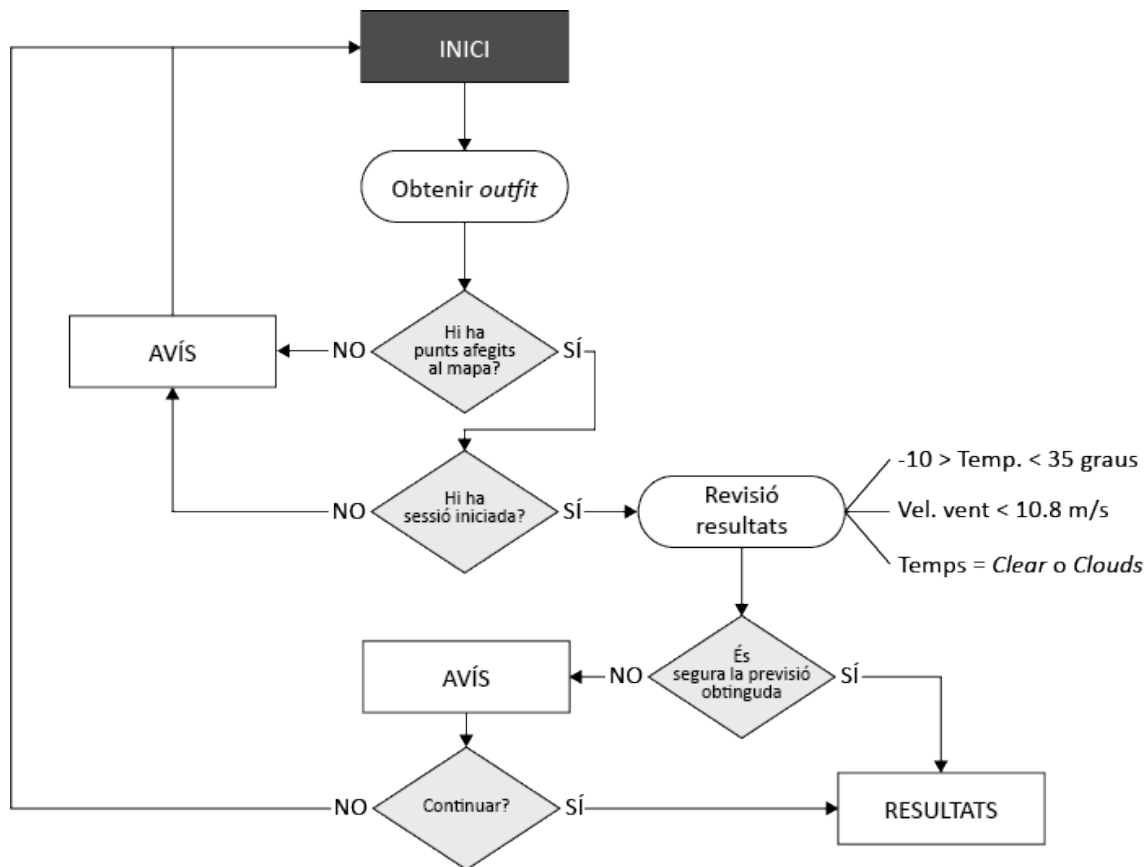 INICI
Obtenir outfit
Hi ha
punts afegits
al mapa?
NO
SÍ
AVÍS
Hi ha
sessió iniciada?
NO
SÍ
Revisió
resultats
-10 > Temp. < 35 graus
Vel. vent < 10.8 m/s
Temps = Clear o Clouds
És
segura la previsió
obtinguda
NO
SÍ
AVÍS
Continuar?
NO
SÍ
RESULTATS